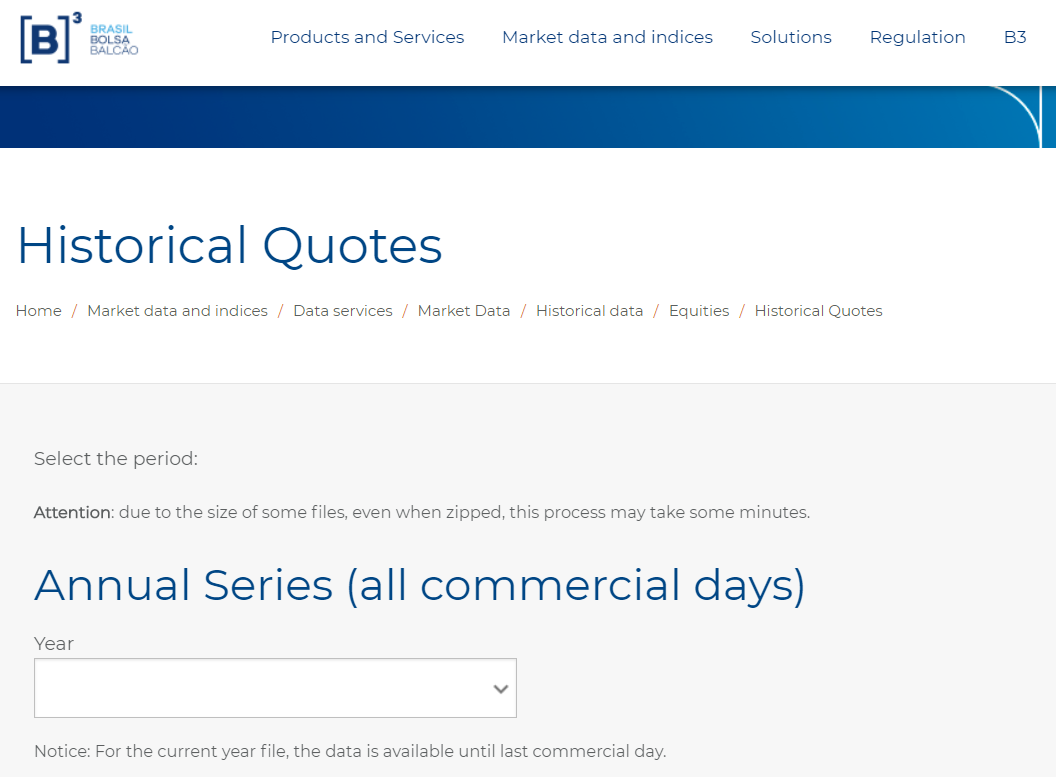 [B]³ BRASIL
BOLSA
BALCÃO
Products and Services
Market data and indices
Solutions
Regulation
B3
Historical Quotes
Home / Market data and indices / Data services / Market Data / Historical data / Equities / Historical Quotes
Select the period:
Attention: due to the size of some files, even when zipped, this process may take some minutes.
Annual Series (all commercial days)
Year
Notice: For the current year file, the data is available until last commercial day.